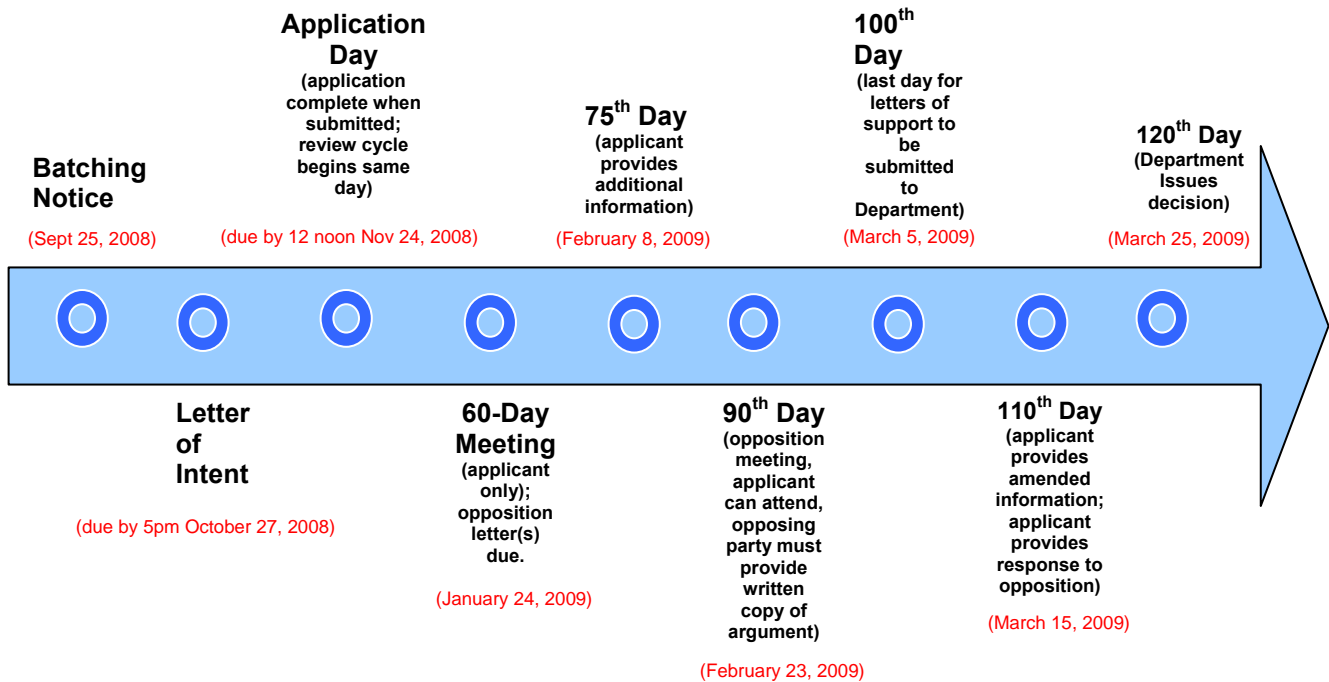 Batching
Notice
(Sept 25, 2008)
Letter
of
Intent
(due by 5pm October 27, 2008)
Application
Day
(application
complete when
submitted;
review cycle
begins same
day)
(due by 12 noon Nov 24, 2008)
60-Day
Meeting
(applicant
only);
opposition
letter(s)
due.
(January 24, 2009)
75th Day
(applicant
provides
additional
information)
(February 8, 2009)
90th Day
(opposition
meeting,
applicant
can attend,
opposing
party must
provide
written
copy of
argument)
(February 23, 2009)
100th
Day
(last day for
letters of
support to
be
submitted
to
Department)
(March 5, 2009)
110th Day
(applicant
provides
amended
information;
applicant
provides
response to
opposition)
(March 15, 2009)
120th Day
(Department
Issues
decision)
(March 25, 2009)